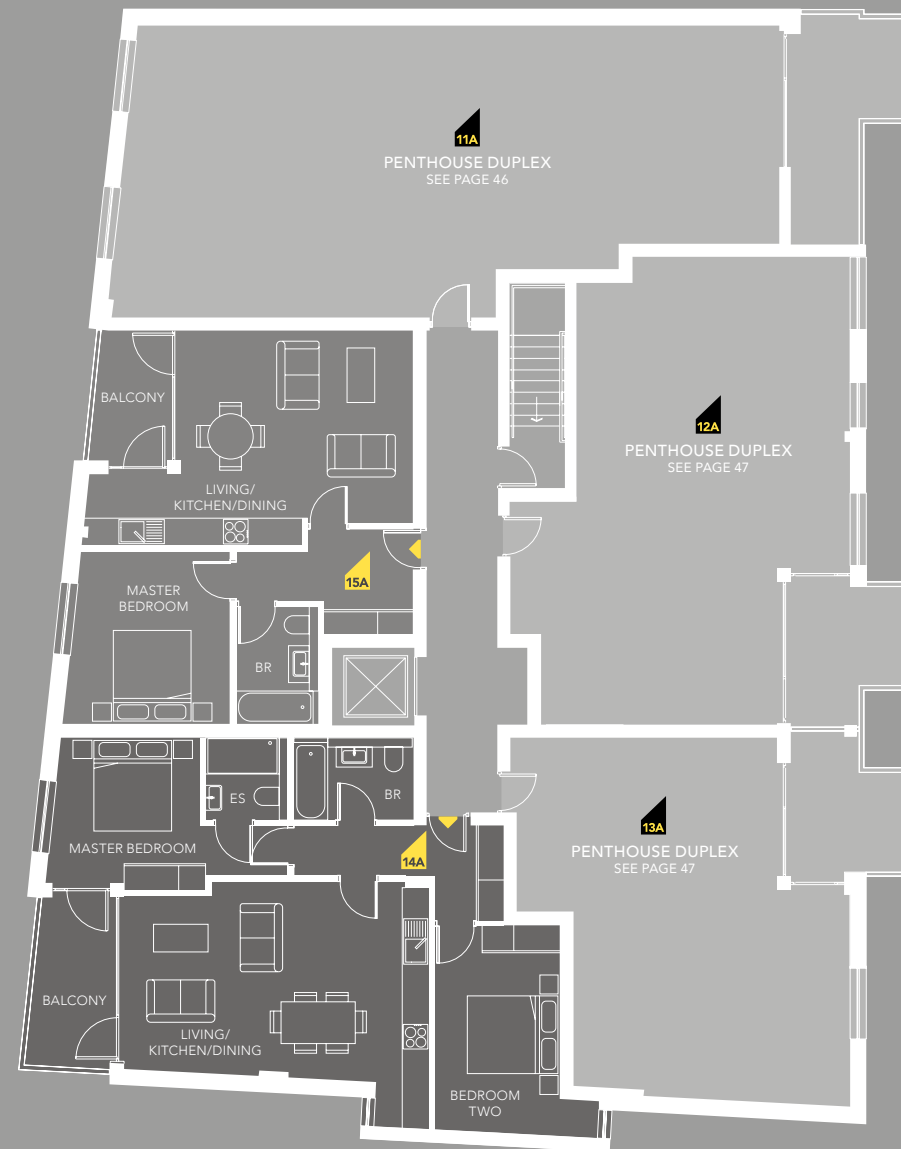 11A
PENTHOUSE DUPLEX
SEE PAGE 46
BALCONY
LIVING/
KITCHEN/DINING
12A
PENTHOUSE DUPLEX
SEE PAGE 47
15A
MASTER
BEDROOM
BR
ES
BR
MASTER BEDROOM
14A
13A
PENTHOUSE DUPLEX
SEE PAGE 47
BALCONY
LIVING/
KITCHEN/DINING
BEDROOM
TWO